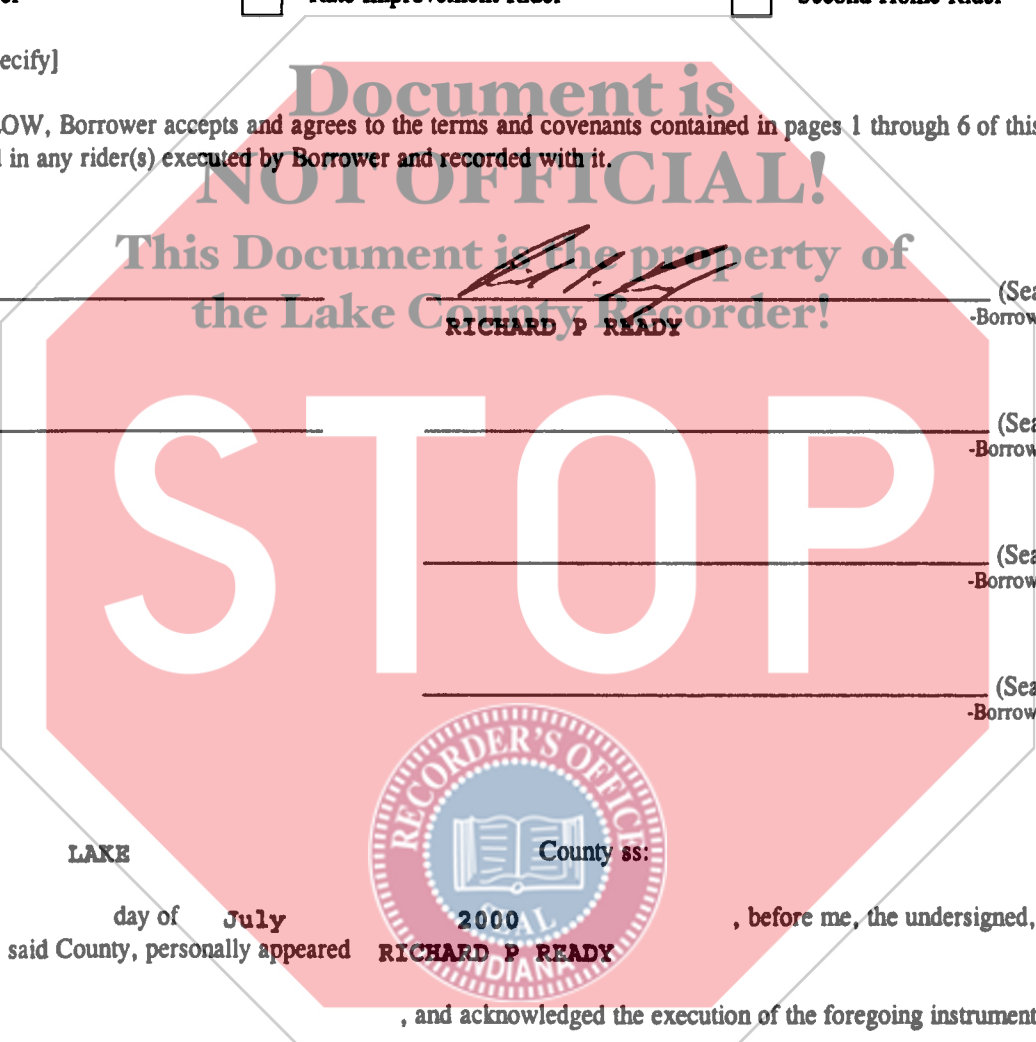 ecify]
Document is
OW, Borrower accepts and agrees to the terms and covenants contained in pages 1 through 6 of this
in any rider(s) executed by Borrower and recorded with it.
NOT OFFICIAL!
This Document is the property of
(Sea
the Lake County Recorder!
-Borrow
RICHARD P READY
(Sea
-Borrow
STOP
(Sea
-Borrow
(Sea
-Borrow
RECORDER'S OFFICE
LAKE County ss:
day of July 2000 , before me, the undersigned,
SEAL
said County, personally appeared RICHARD P READY
INDIANA
, and acknowledged the execution of the foregoing instrument